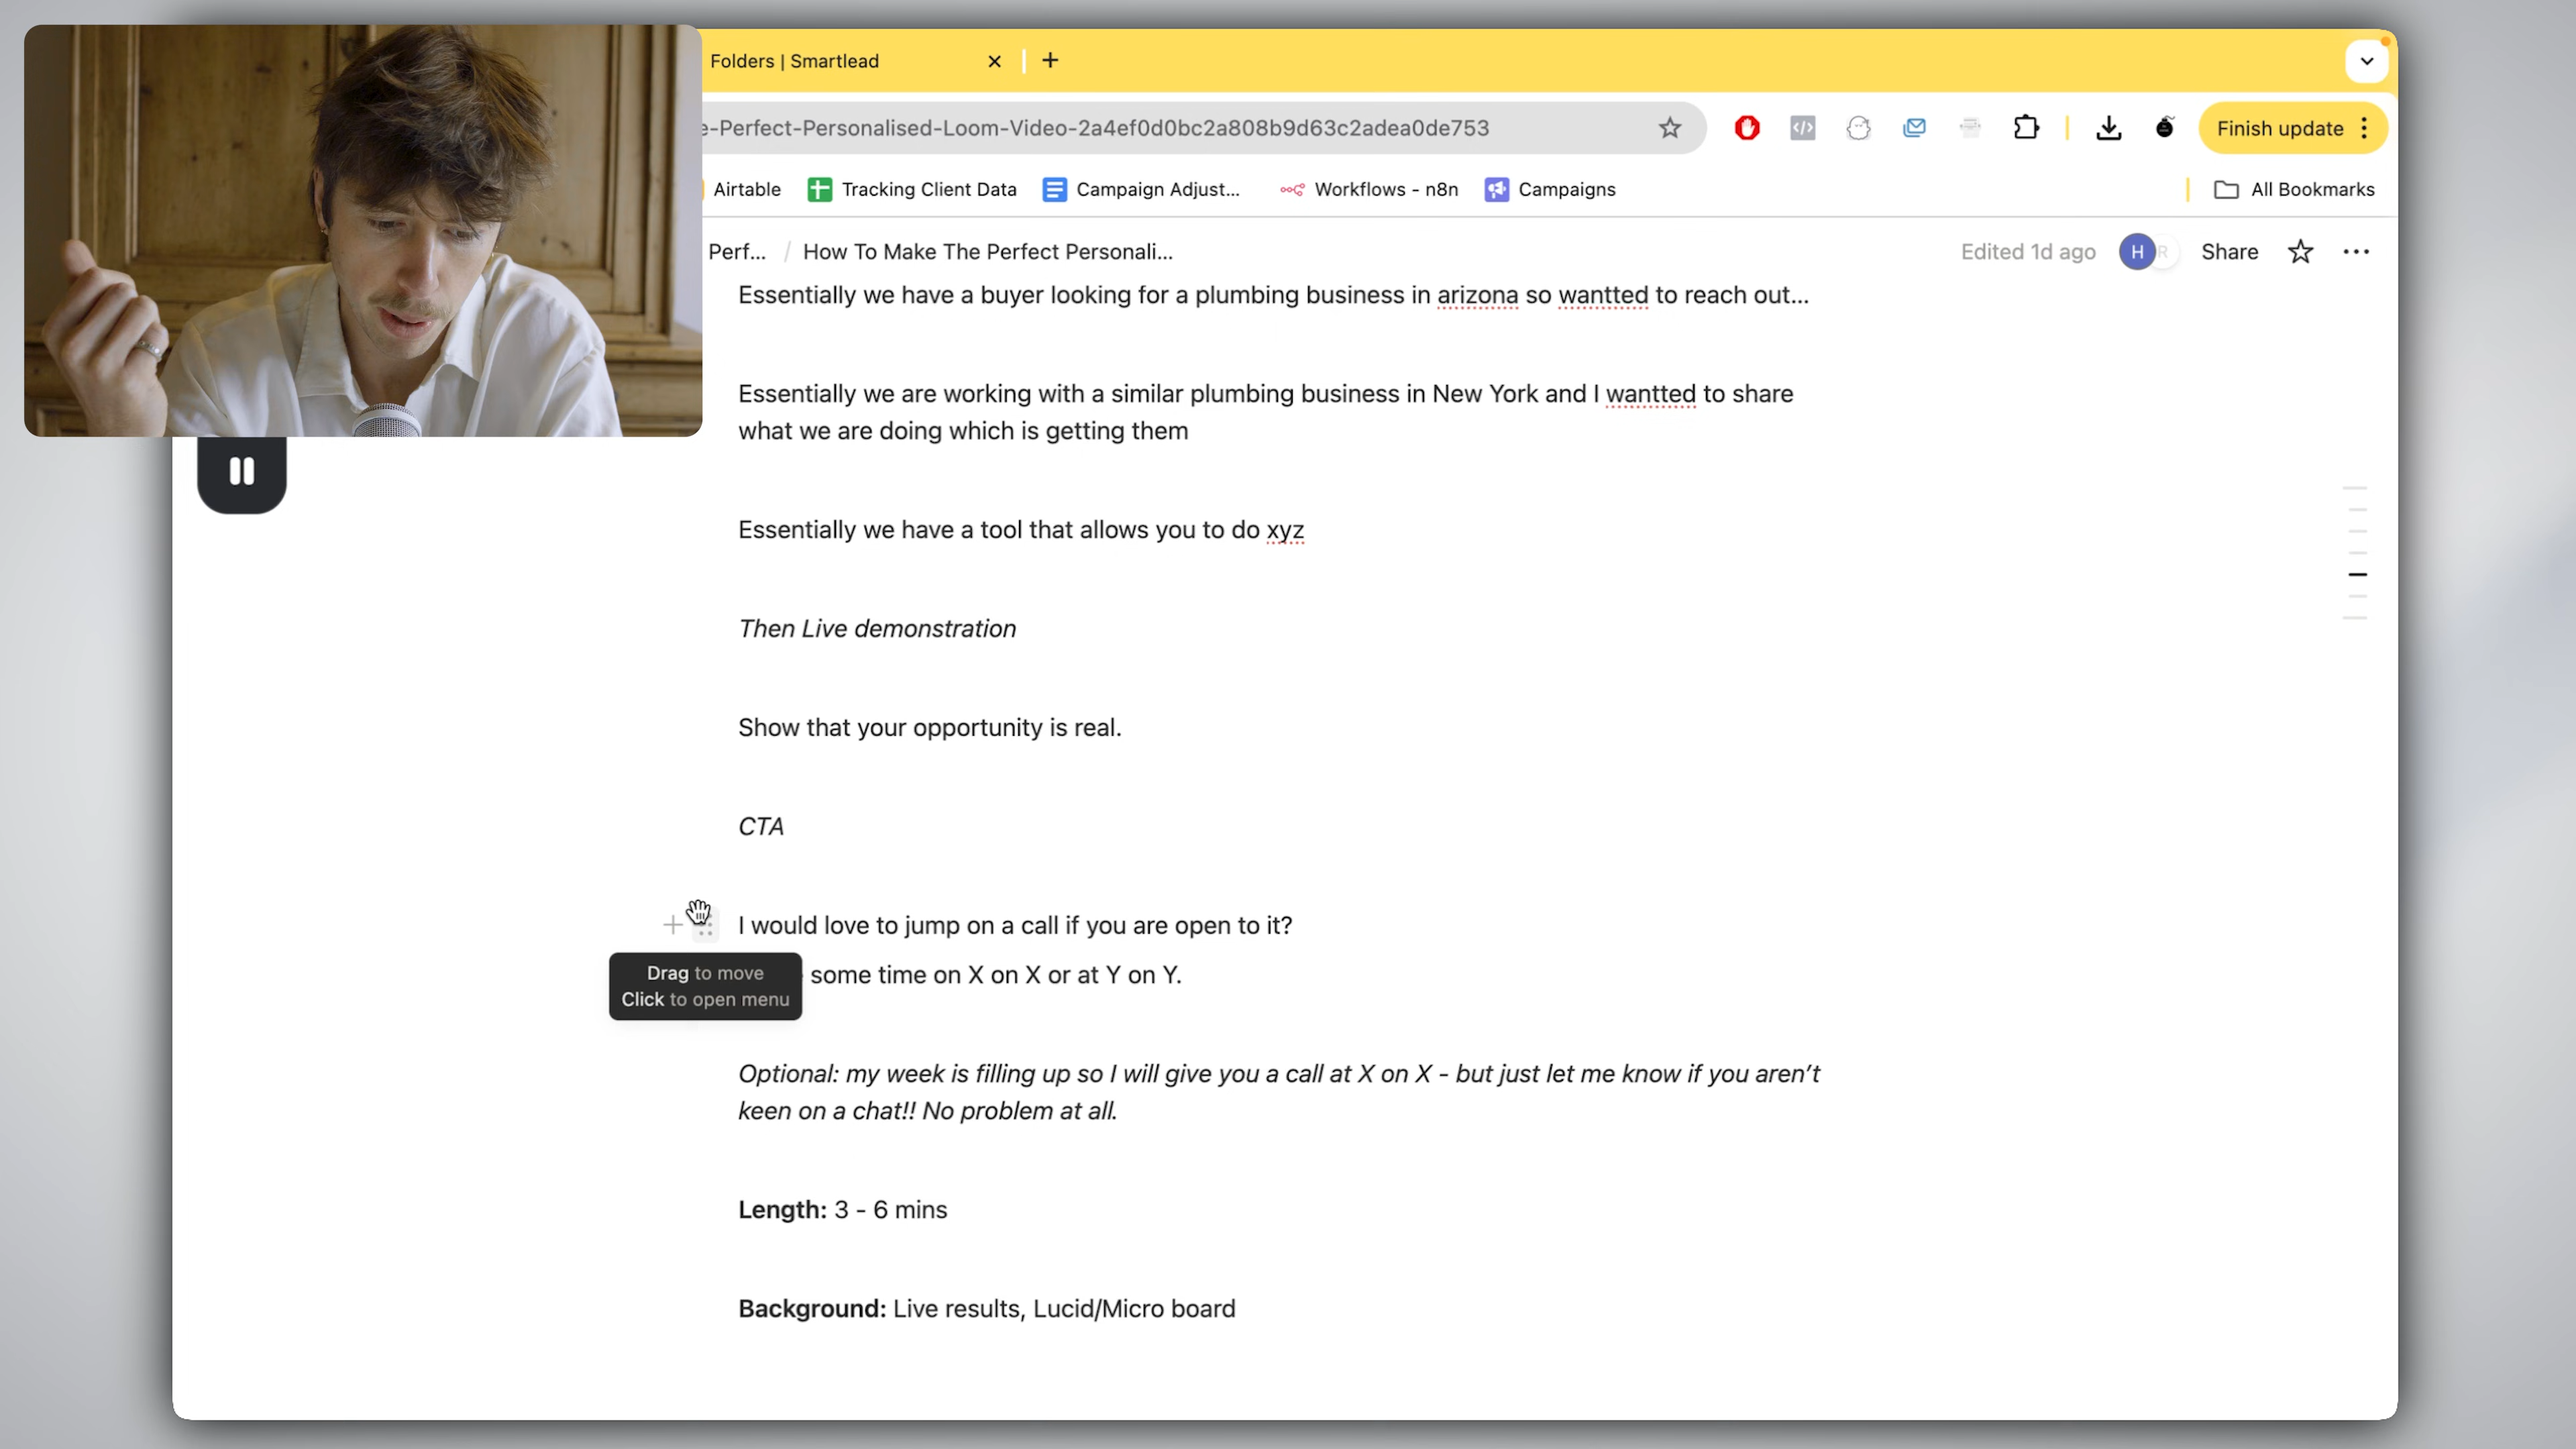 Folders | Smartlead
e-Perfect-Personalised-Loom-Video-2a4ef0d0bc2a808b9d63c2adea0de753
Finish update
Airtable
Tracking Client Data
Campaign Adjust...
Workflows - n8n
Campaigns
All Bookmarks
Perf... / How To Make The Perfect Personali...
Edited 1d ago
H
R
Share
Essentially we have a buyer looking for a plumbing business in arizona so wantted to reach out...
Essentially we are working with a similar plumbing business in New York and I wantted to share
what we are doing which is getting them
Essentially we have a tool that allows you to do xyz
Then Live demonstration
Show that your opportunity is real.
CTA
I would love to jump on a call if you are open to it?
Drag to move
Click to open menu
some time on X on X or at Y on Y.
Optional: my week is filling up so I will give you a call at X on X - but just let me know if you aren't
keen on a chat!! No problem at all.
Length: 3 - 6 mins
Background: Live results, Lucid/Micro board